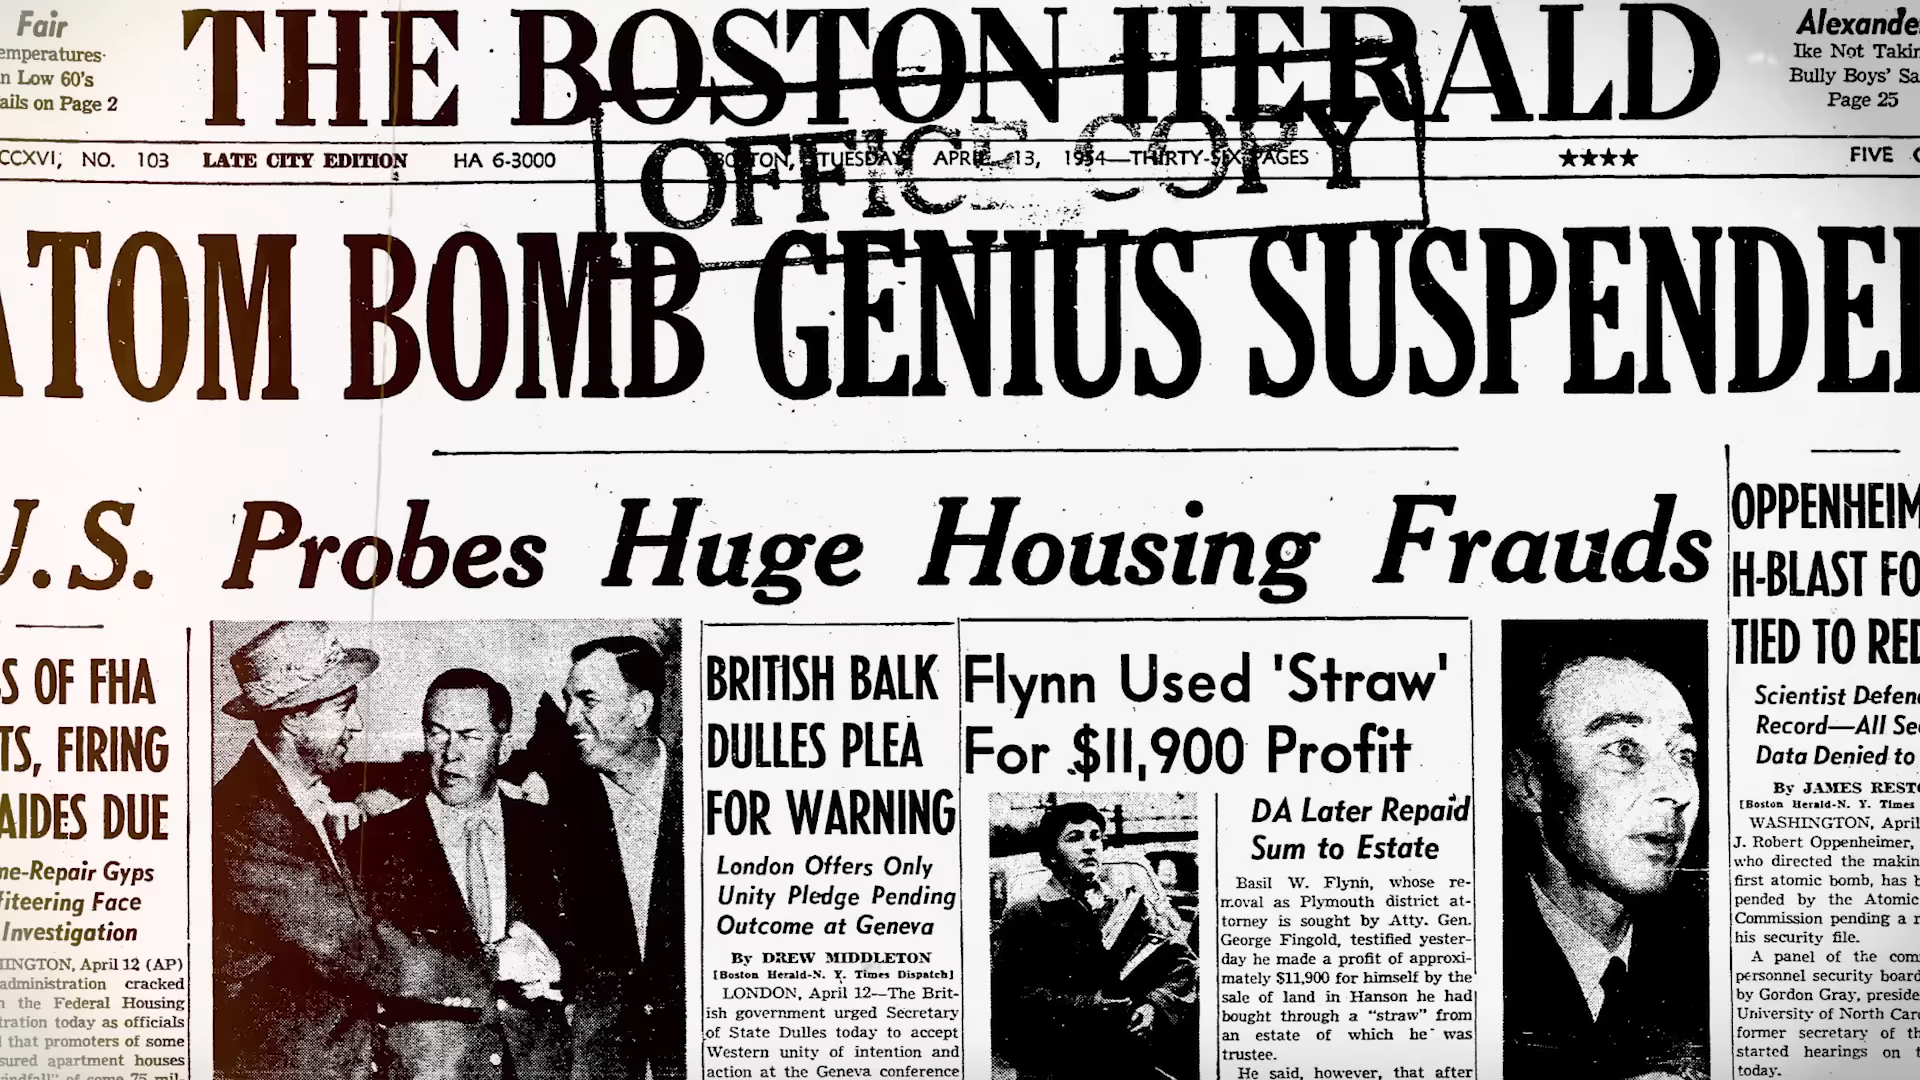 Fair
emperatures
n Low 60's
ails on Page 2
THE BOSTON HERALD
Alexande
Ike Not Takin
Bully Boys' Sa
Page 25
CCXVI, NO. 103 LATE CITY EDITION HA 6-3000 BOSTON, TUESDAY, APRIL 13, 1954—THIRTY-SIX PAGES ★★★★ FIVE C
OFFICE COPY
ATOM BOMB GENIUS SUSPENDE
U.S. Probes Huge Housing Frauds
S OF FHA
TS, FIRING
AIDES DUE
me-Repair Gyps
fiteering Face
Investigation
INGTON, April 12 (AP)
administration cracked
n the Federal Housing
tration today as officials
d that promoters of some
sured apartment houses
indfall" of some 75 mil-
BRITISH BALK
DULLES PLEA
FOR WARNING
London Offers Only
Unity Pledge Pending
Outcome at Geneva
By DREW MIDDLETON
[Boston Herald-N. Y. Times Dispatch]
LONDON, April 12—The Brit-
ish government urged Secretary
of State Dulles today to accept
Western unity of intention and
action at the Geneva conference
Flynn Used 'Straw'
For $11,900 Profit
DA Later Repaid
Sum to Estate
Basil W. Flynn, whose re-
moval as Plymouth district at-
torney is sought by Atty. Gen.
George Fingold, testified yester-
day he made a profit of approxi-
mately $11,900 for himself by the
sale of land in Hanson he had
bought through a "straw" from
an estate of which he was
trustee.
He said, however, that after
OPPENHEIM
H-BLAST FO
TIED TO RED
Scientist Defen
Record—All Se
Data Denied to
By JAMES RESTO
[Boston Herald-N. Y. Times
WASHINGTON, April
J. Robert Oppenheimer,
who directed the makin
first atomic bomb, has b
pended by the Atomic
Commission pending a r
his security file.
A panel of the com
personnel security board
by Gordon Gray, preside
University of North Car
former secretary of th
started hearings on t
today.